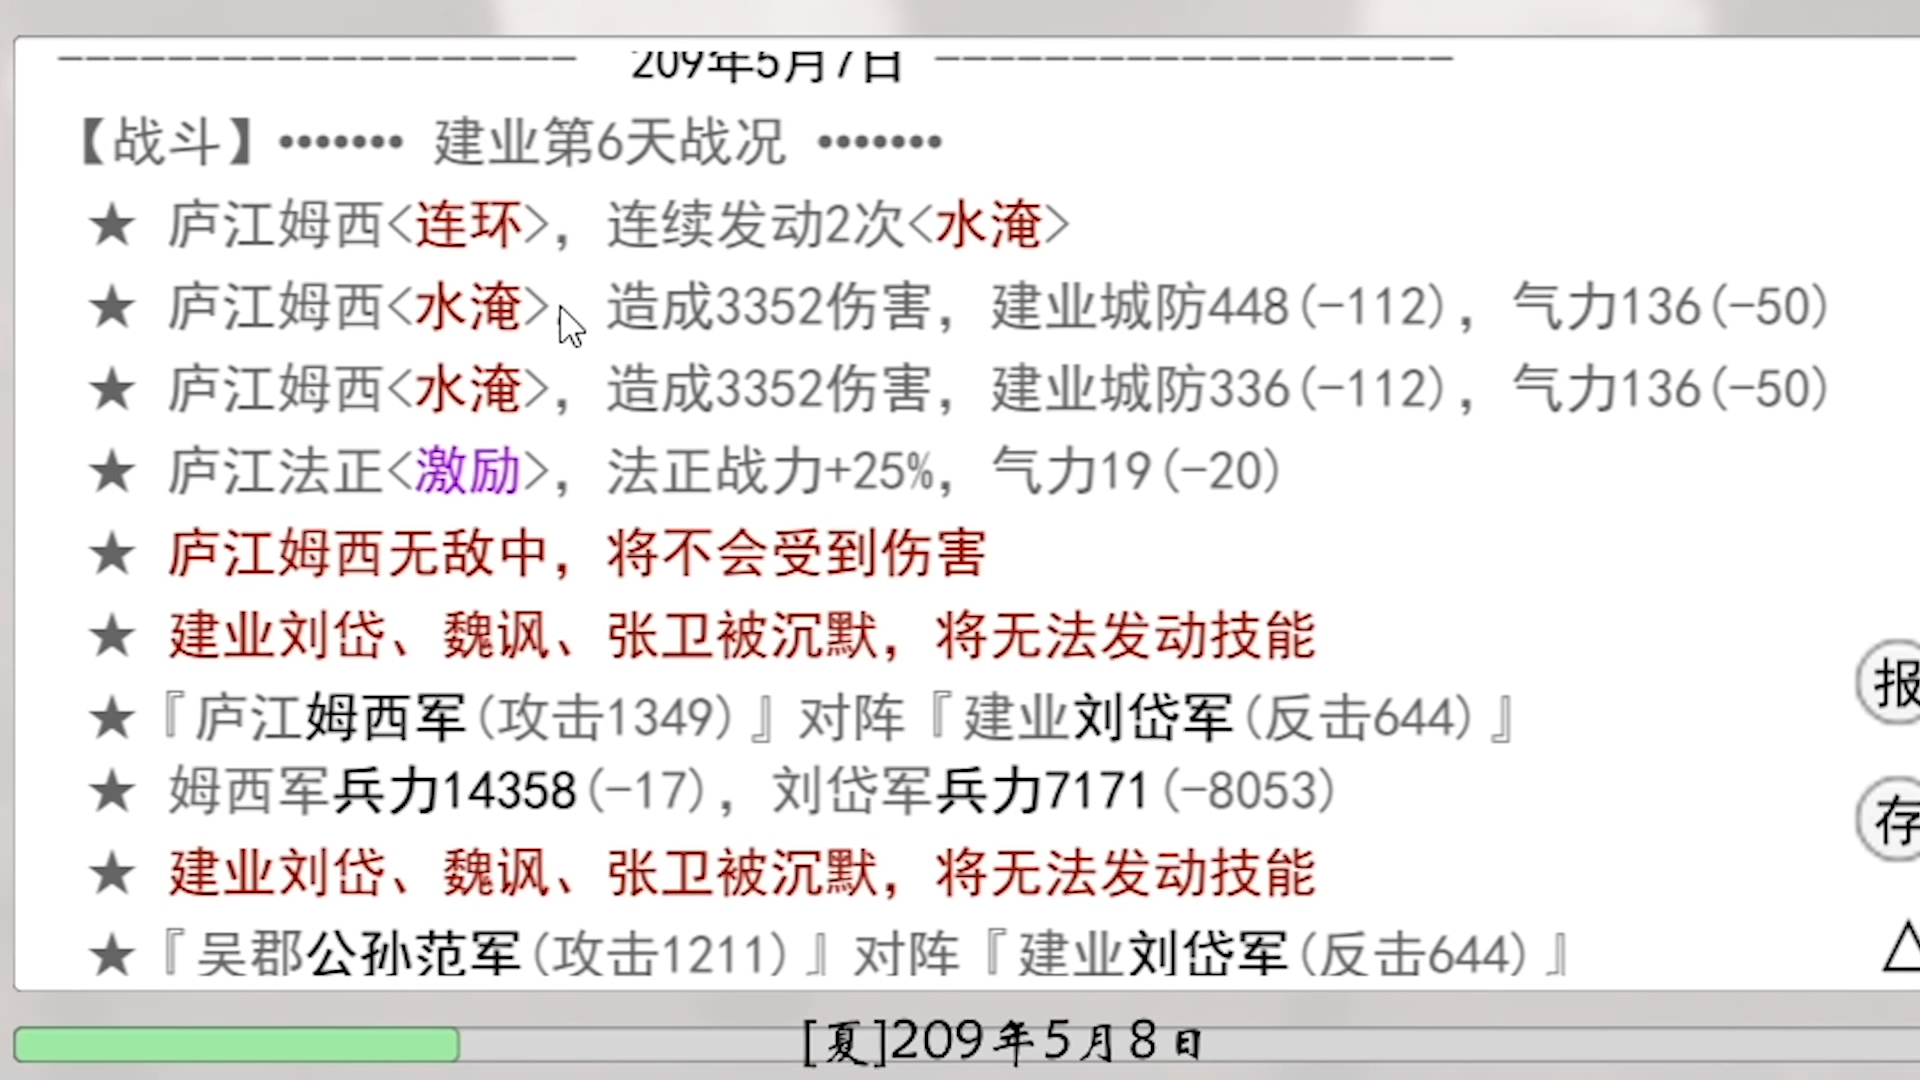 ------------------- 209年5月7日 -------------------
【战斗】••••••• 建业第6天战况 •••••••
★ 庐江姆西<连环>，连续发动2次<水淹>
★ 庐江姆西<水淹>，造成3352伤害，建业城防448(-112)，气力136(-50)
★ 庐江姆西<水淹>，造成3352伤害，建业城防336(-112)，气力136(-50)
★ 庐江法正<激励>，法正战力+25%，气力19(-20)
★ 庐江姆西无敌中，将不会受到伤害
★ 建业刘岱、魏讽、张卫被沉默，将无法发动技能
★『庐江姆西军(攻击1349)』对阵『建业刘岱军(反击644)』
★ 姆西军兵力14358(-17)，刘岱军兵力7171(-8053)
★ 建业刘岱、魏讽、张卫被沉默，将无法发动技能
★『吴郡公孙范军(攻击1211)』对阵『建业刘岱军(反击644)』
报
存
[夏]209年5月8日